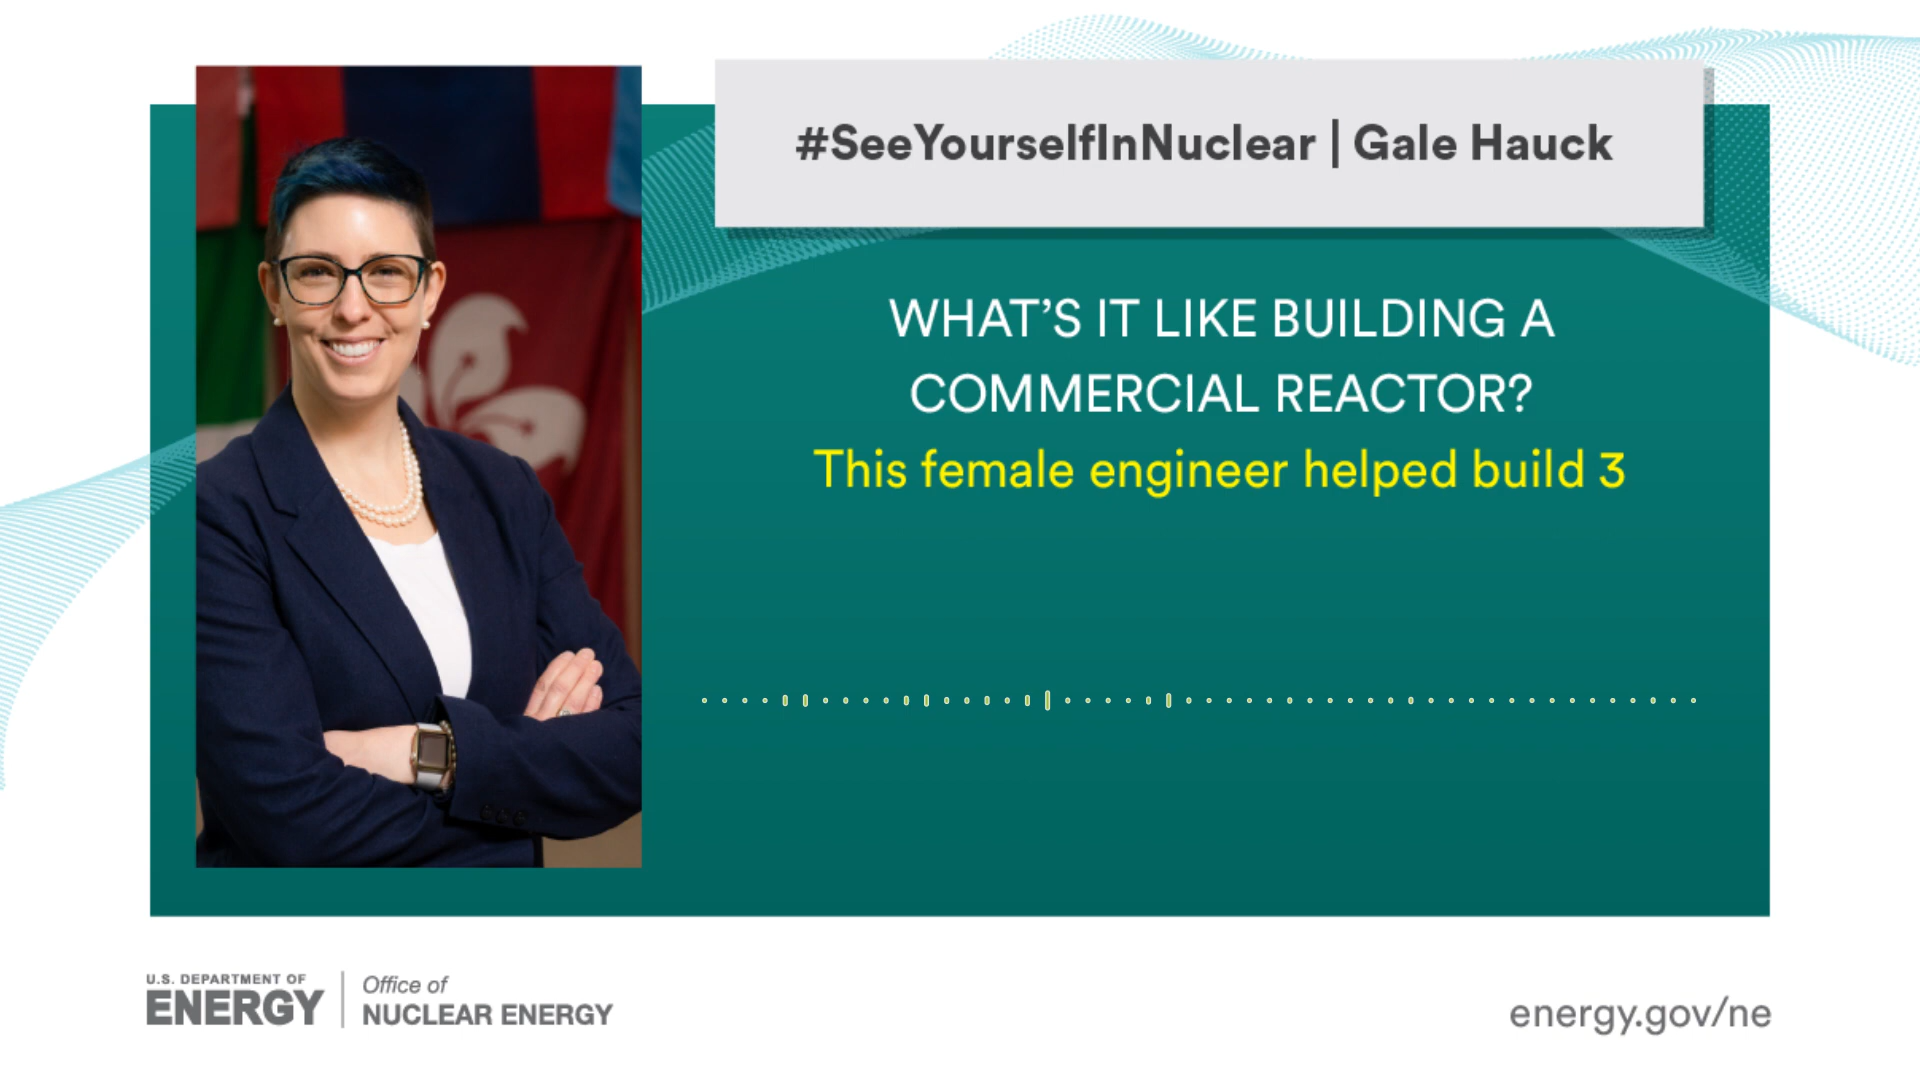 #SeeYourselfInNuclear | Gale Hauck
WHAT'S IT LIKE BUILDING A
COMMERCIAL REACTOR?
This female engineer helped build 3
U.S. DEPARTMENT OF
ENERGY
Office of
NUCLEAR ENERGY
energy.gov/ne